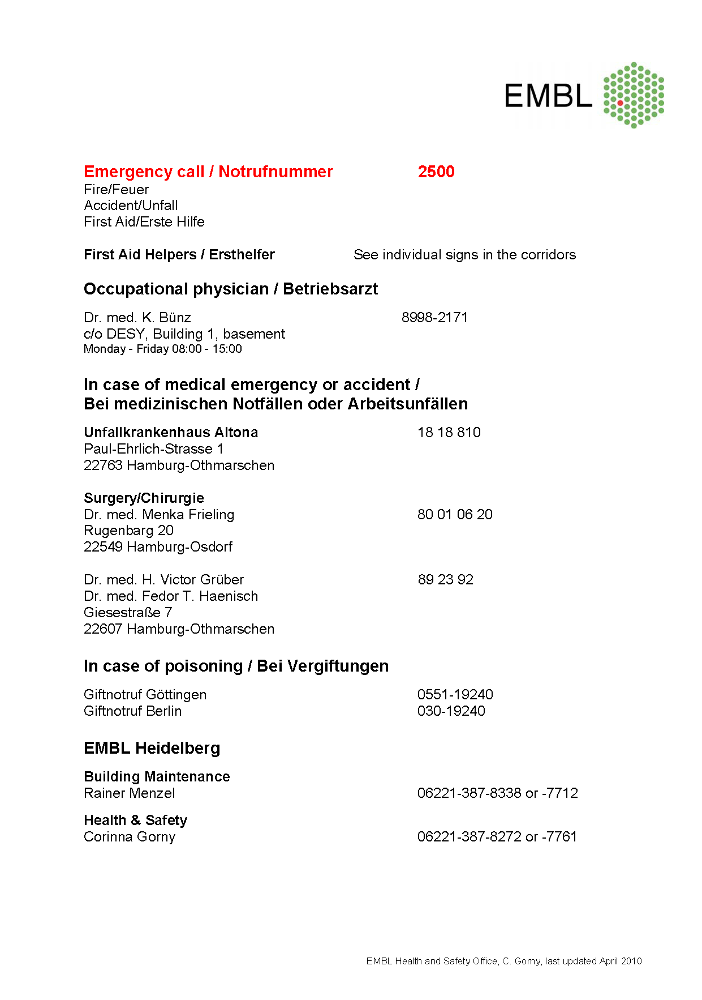 EMBL
Emergency call / Notrufnummer 2500
Fire/Feuer
Accident/Unfall
First Aid/Erste Hilfe
First Aid Helpers / Ersthelfer See individual signs in the corridors
Occupational physician / Betriebsarzt
Dr. med. K. Bünz 8998-2171
c/o DESY, Building 1, basement
Monday - Friday 08:00 - 15:00
In case of medical emergency or accident /
Bei medizinischen Notfällen oder Arbeitsunfällen
Unfallkrankenhaus Altona 18 18 810
Paul-Ehrlich-Strasse 1
22763 Hamburg-Othmarschen
Surgery/Chirurgie
Dr. med. Menka Frieling 80 01 06 20
Rugenbarg 20
22549 Hamburg-Osdorf
Dr. med. H. Victor Grüber 89 23 92
Dr. med. Fedor T. Haenisch
Giesestraße 7
22607 Hamburg-Othmarschen
In case of poisoning / Bei Vergiftungen
Giftnotruf Göttingen 0551-19240
Giftnotruf Berlin 030-19240
EMBL Heidelberg
Building Maintenance
Rainer Menzel 06221-387-8338 or -7712
Health & Safety
Corinna Gorny 06221-387-8272 or -7761
EMBL Health and Safety Office, C. Gorny, last updated April 2010